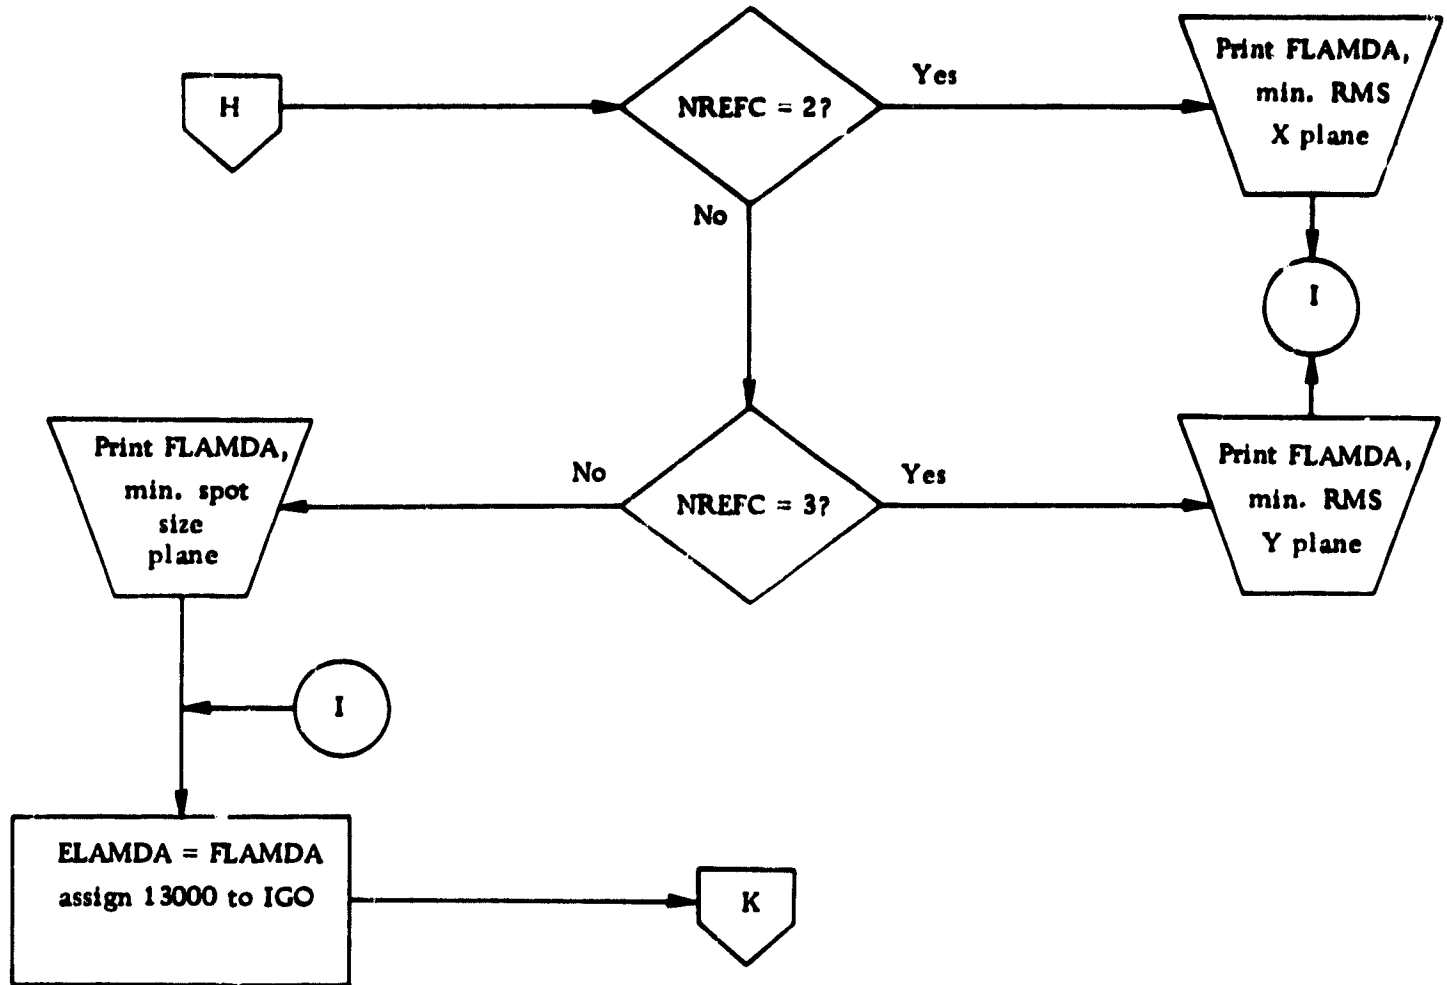 H
NREFC = 2?
Yes
Print FLAMDA,
min. RMS
X plane
No
I
Print FLAMDA,
min. spot
size
plane
No
NREFC = 3?
Yes
Print FLAMDA,
min. RMS
Y plane
I
ELAMDA = FLAMDA
assign 13000 to IGO
K